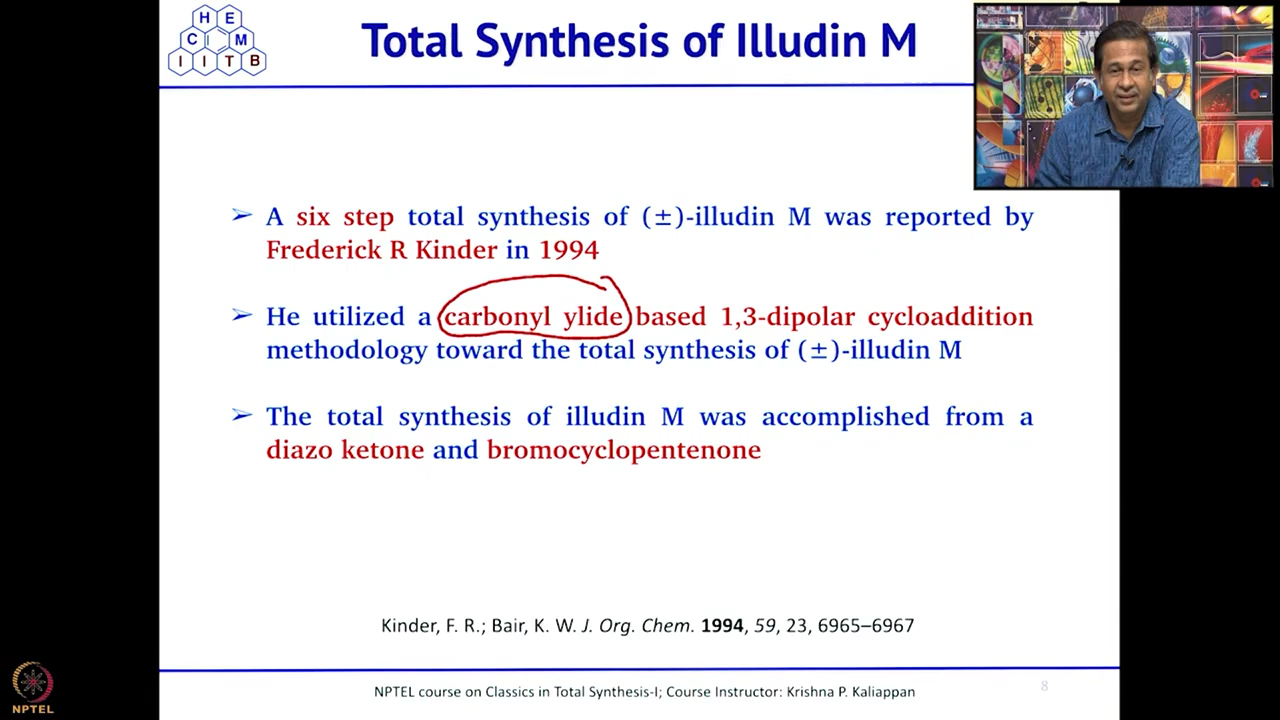 H E
C M
I I T B
Total Synthesis of Illudin M
➢ A six step total synthesis of (±)-illudin M was reported by
Frederick R Kinder in 1994
➢ He utilized a carbonyl ylide based 1,3-dipolar cycloaddition
methodology toward the total synthesis of (±)-illudin M
➢ The total synthesis of illudin M was accomplished from a
diazo ketone and bromocyclopentenone
Kinder, F. R.; Bair, K. W. J. Org. Chem. 1994, 59, 23, 6965–6967
NPTEL course on Classics in Total Synthesis-I; Course Instructor: Krishna P. Kaliappan
8
NPTEL